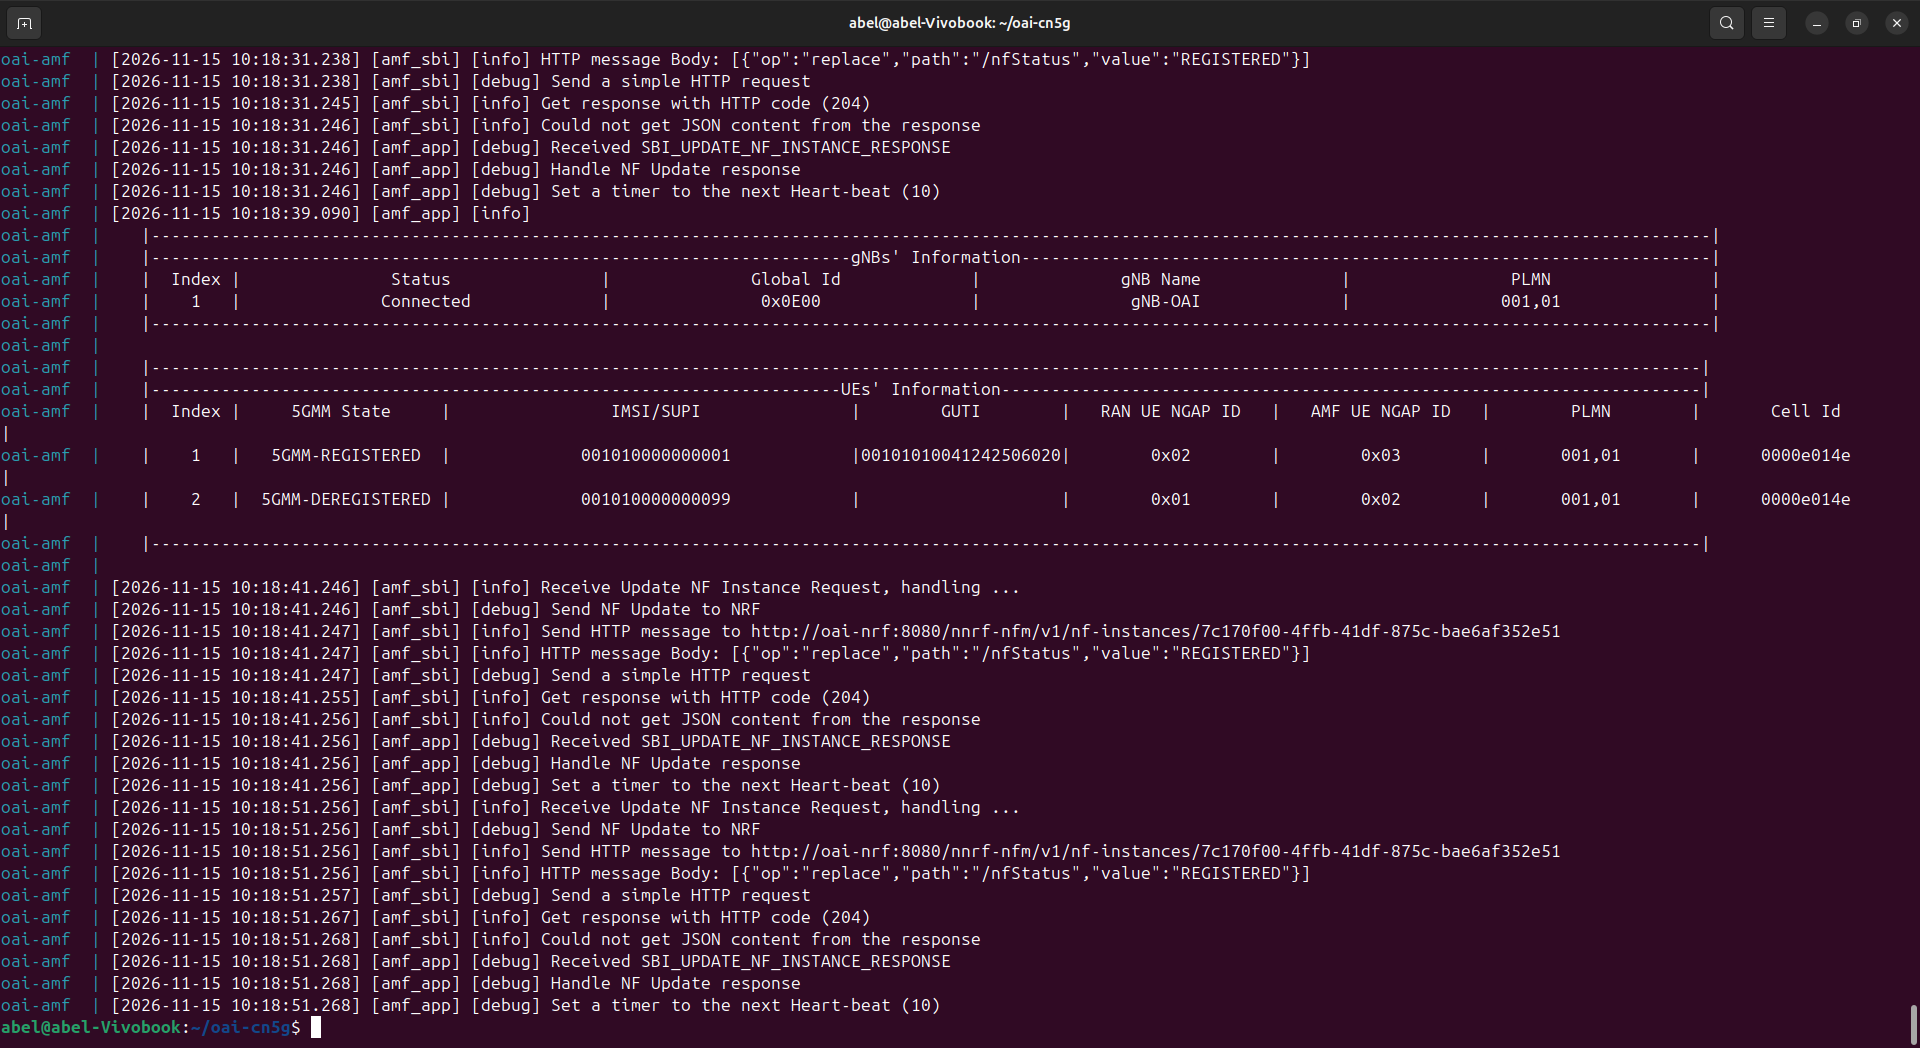 abel@abel-Vivobook: ~/oai-cn5g
oai-amf | [2026-11-15 10:18:31.238] [amf_sbi] [info] HTTP message Body: [{"op":"replace","path":"/nfStatus","value":"REGISTERED"}]
oai-amf | [2026-11-15 10:18:31.238] [amf_sbi] [debug] Send a simple HTTP request
oai-amf | [2026-11-15 10:18:31.245] [amf_sbi] [info] Get response with HTTP code (204)
oai-amf | [2026-11-15 10:18:31.246] [amf_sbi] [info] Could not get JSON content from the response
oai-amf | [2026-11-15 10:18:31.246] [amf_app] [debug] Received SBI_UPDATE_NF_INSTANCE_RESPONSE
oai-amf | [2026-11-15 10:18:31.246] [amf_app] [debug] Handle NF Update response
oai-amf | [2026-11-15 10:18:31.246] [amf_app] [debug] Set a timer to the next Heart-beat (10)
oai-amf | [2026-11-15 10:18:39.090] [amf_app] [info]
oai-amf | |------------------------------------------------------------------------------------------------------------------------------------------------------------|
oai-amf | |----------------------------------------------------------------------gNBs' Information---------------------------------------------------------------------|
oai-amf | | Index | Status | Global Id | gNB Name | PLMN |
oai-amf | | 1 | Connected | 0x0E00 | gNB-OAI | 001,01 |
oai-amf | |------------------------------------------------------------------------------------------------------------------------------------------------------------|
oai-amf |
oai-amf | |-----------------------------------------------------------------------------------------------------------------------------------------------------------|
oai-amf | |---------------------------------------------------------------------UEs' Information----------------------------------------------------------------------|
oai-amf | | Index | 5GMM State | IMSI/SUPI | GUTI | RAN UE NGAP ID | AMF UE NGAP ID | PLMN | Cell Id
|
oai-amf | | 1 | 5GMM-REGISTERED | 001010000000001 |00101010041242506020| 0x02 | 0x03 | 001,01 | 0000e014e
|
oai-amf | | 2 | 5GMM-DEREGISTERED | 001010000000099 | | 0x01 | 0x02 | 001,01 | 0000e014e
|
oai-amf | |-----------------------------------------------------------------------------------------------------------------------------------------------------------|
oai-amf |
oai-amf | [2026-11-15 10:18:41.246] [amf_sbi] [info] Receive Update NF Instance Request, handling ...
oai-amf | [2026-11-15 10:18:41.246] [amf_sbi] [debug] Send NF Update to NRF
oai-amf | [2026-11-15 10:18:41.247] [amf_sbi] [info] Send HTTP message to http://oai-nrf:8080/nnrf-nfm/v1/nf-instances/7c170f00-4ffb-41df-875c-bae6af352e51
oai-amf | [2026-11-15 10:18:41.247] [amf_sbi] [info] HTTP message Body: [{"op":"replace","path":"/nfStatus","value":"REGISTERED"}]
oai-amf | [2026-11-15 10:18:41.247] [amf_sbi] [debug] Send a simple HTTP request
oai-amf | [2026-11-15 10:18:41.255] [amf_sbi] [info] Get response with HTTP code (204)
oai-amf | [2026-11-15 10:18:41.256] [amf_sbi] [info] Could not get JSON content from the response
oai-amf | [2026-11-15 10:18:41.256] [amf_app] [debug] Received SBI_UPDATE_NF_INSTANCE_RESPONSE
oai-amf | [2026-11-15 10:18:41.256] [amf_app] [debug] Handle NF Update response
oai-amf | [2026-11-15 10:18:41.256] [amf_app] [debug] Set a timer to the next Heart-beat (10)
oai-amf | [2026-11-15 10:18:51.256] [amf_sbi] [info] Receive Update NF Instance Request, handling ...
oai-amf | [2026-11-15 10:18:51.256] [amf_sbi] [debug] Send NF Update to NRF
oai-amf | [2026-11-15 10:18:51.256] [amf_sbi] [info] Send HTTP message to http://oai-nrf:8080/nnrf-nfm/v1/nf-instances/7c170f00-4ffb-41df-875c-bae6af352e51
oai-amf | [2026-11-15 10:18:51.256] [amf_sbi] [info] HTTP message Body: [{"op":"replace","path":"/nfStatus","value":"REGISTERED"}]
oai-amf | [2026-11-15 10:18:51.257] [amf_sbi] [debug] Send a simple HTTP request
oai-amf | [2026-11-15 10:18:51.267] [amf_sbi] [info] Get response with HTTP code (204)
oai-amf | [2026-11-15 10:18:51.268] [amf_sbi] [info] Could not get JSON content from the response
oai-amf | [2026-11-15 10:18:51.268] [amf_app] [debug] Received SBI_UPDATE_NF_INSTANCE_RESPONSE
oai-amf | [2026-11-15 10:18:51.268] [amf_app] [debug] Handle NF Update response
oai-amf | [2026-11-15 10:18:51.268] [amf_app] [debug] Set a timer to the next Heart-beat (10)
abel@abel-Vivobook:~/oai-cn5g$